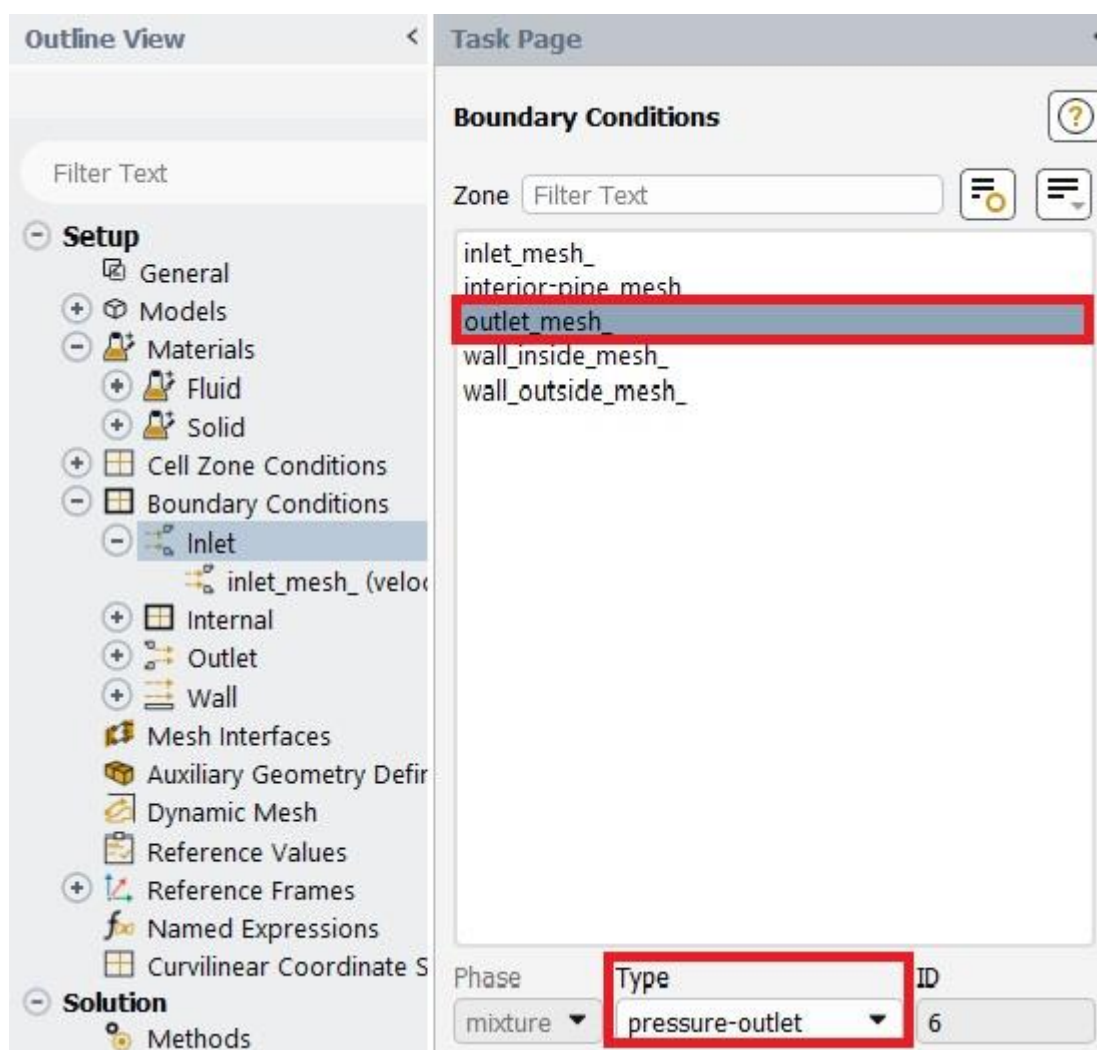 Outline View
Filter Text
Setup
General
Models
Materials
Fluid
Solid
Cell Zone Conditions
Boundary Conditions
Inlet
inlet_mesh_ (veloc
Internal
Outlet
Wall
Mesh Interfaces
Auxiliary Geometry Defir
Dynamic Mesh
Reference Values
Reference Frames
Named Expressions
Curvilinear Coordinate S
Solution
Methods
Task Page
Boundary Conditions
?
Zone Filter Text
inlet_mesh_
interior-pipe_mesh_
outlet_mesh_
wall_inside_mesh_
wall_outside_mesh_
Phase Type ID
mixture pressure-outlet 6